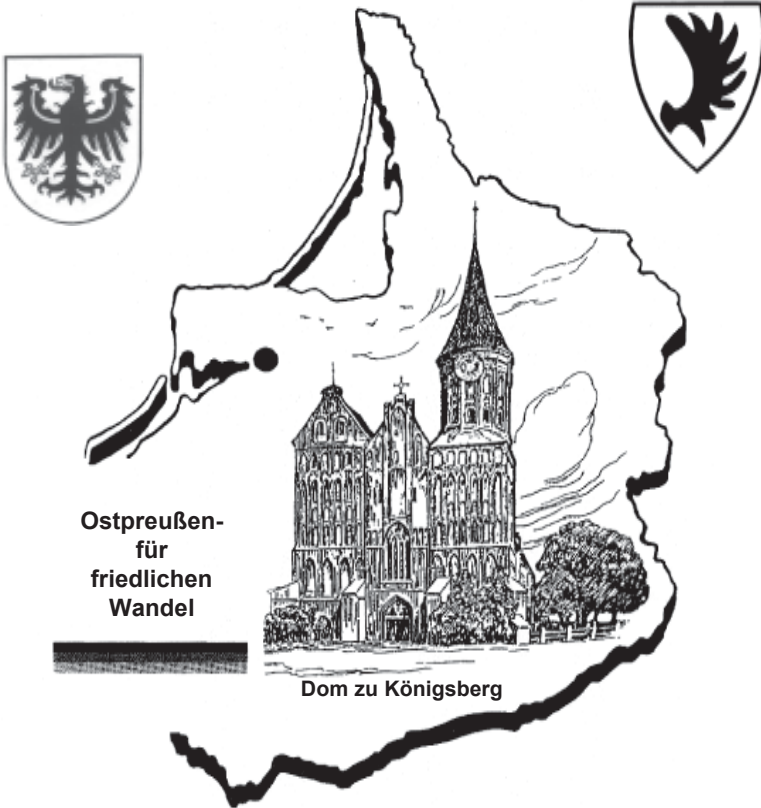 Ostpreußen-
für
friedlichen
Wandel
Dom zu Königsberg